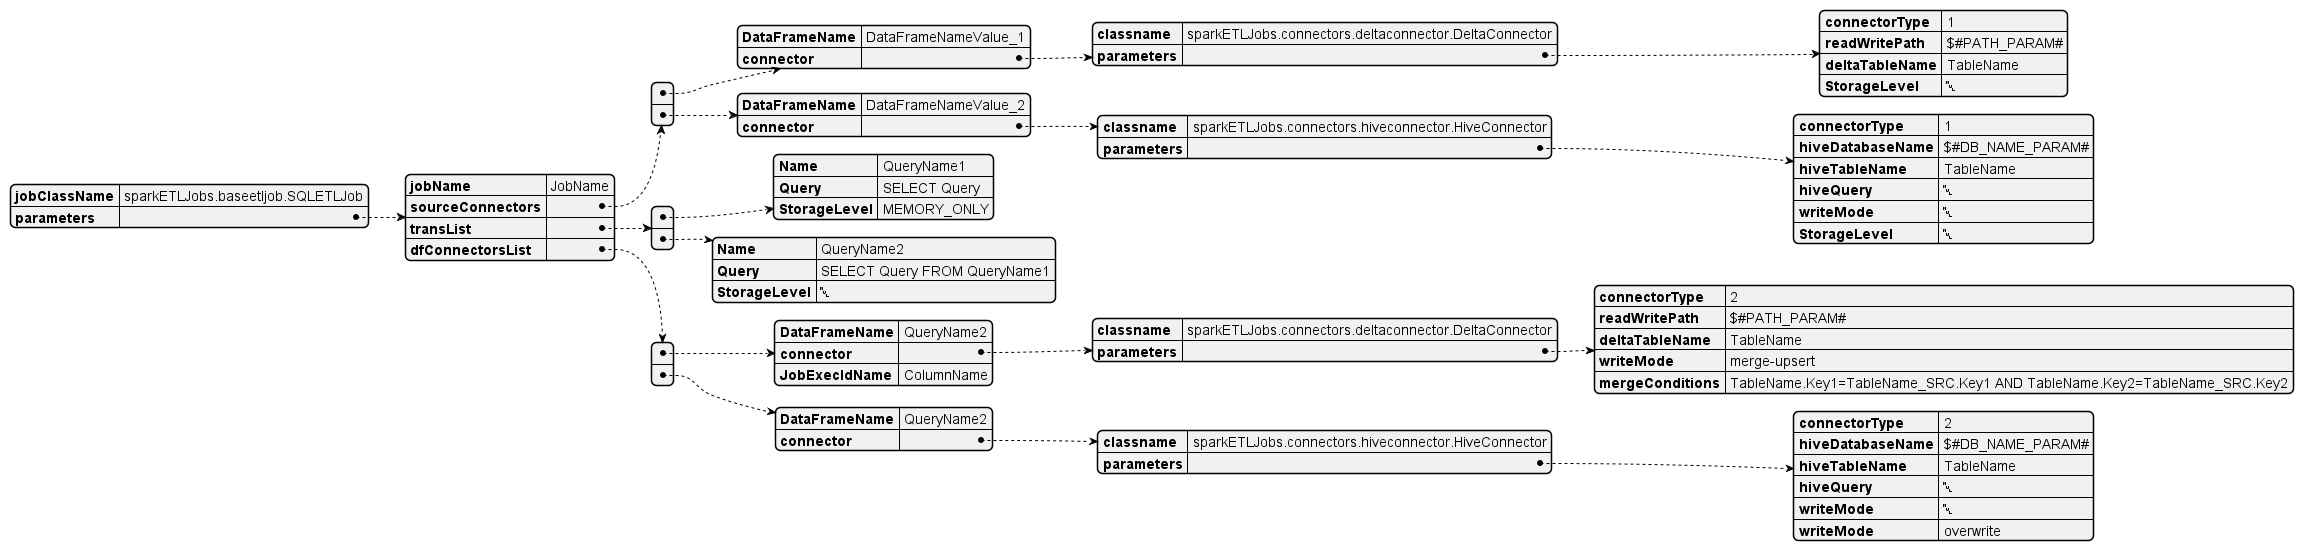 jobClassName sparkETLJobs.baseetljob.SQLETLJob
parameters
jobName JobName
sourceConnectors
transList
dfConnectorsList
DataFrameName DataFrameNameValue_1
connector
classname sparkETLJobs.connectors.deltaconnector.DeltaConnector
parameters
connectorType 1
readWritePath $#PATH_PARAM#
deltaTableName TableName
StorageLevel
DataFrameName DataFrameNameValue_2
connector
classname sparkETLJobs.connectors.hiveconnector.HiveConnector
parameters
connectorType 1
hiveDatabaseName $#DB_NAME_PARAM#
hiveTableName TableName
hiveQuery
writeMode
StorageLevel
Name QueryName1
Query SELECT Query
StorageLevel MEMORY_ONLY
Name QueryName2
Query SELECT Query FROM QueryName1
StorageLevel
DataFrameName QueryName2
connector
JobExecIdName ColumnName
classname sparkETLJobs.connectors.deltaconnector.DeltaConnector
parameters
connectorType 2
readWritePath $#PATH_PARAM#
deltaTableName TableName
writeMode merge-upsert
mergeConditions TableName.Key1=TableName_SRC.Key1 AND TableName.Key2=TableName_SRC.Key2
DataFrameName QueryName2
connector
classname sparkETLJobs.connectors.hiveconnector.HiveConnector
parameters
connectorType 2
hiveDatabaseName $#DB_NAME_PARAM#
hiveTableName TableName
hiveQuery
writeMode
writeMode overwrite